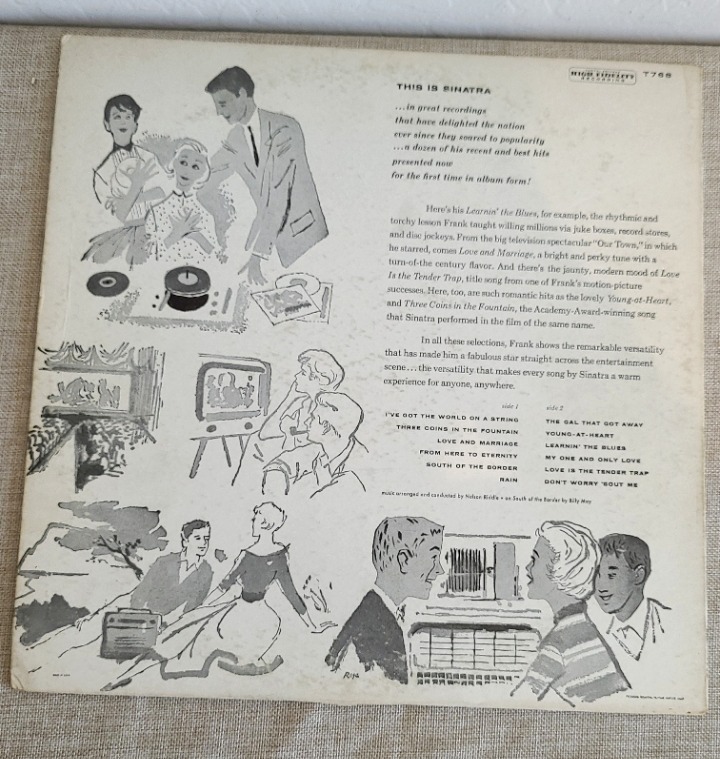 HIGH FIDELITY
RECORDING
T768
THIS IS SINATRA
...in great recordings
that have delighted the nation
ever since they soared to popularity
...a dozen of his recent and best hits
presented now
for the first time in album form!
Here's his Learnin' the Blues, for example, the rhythmic and
torchy lesson Frank taught willing millions via juke boxes, record stores,
and disc jockeys. From the big television spectacular "Our Town," in which
he starred, comes Love and Marriage, a bright and perky tune with a
turn-of-the century flavor. And there's the jaunty, modern mood of Love
Is the Tender Trap, title song from one of Frank's motion-picture
successes. Here, too, are such romantic hits as the lovely Young-at-Heart,
and Three Coins in the Fountain, the Academy-Award-winning song
that Sinatra performed in the film of the same name.
In all these selections, Frank shows the remarkable versatility
that has made him a fabulous star straight across the entertainment
scene...the versatility that makes every song by Sinatra a warm
experience for anyone, anywhere.
side 1
I'VE GOT THE WORLD ON A STRING
THREE COINS IN THE FOUNTAIN
LOVE AND MARRIAGE
FROM HERE TO ETERNITY
SOUTH OF THE BORDER
RAIN
side 2
THE GAL THAT GOT AWAY
YOUNG-AT-HEART
LEARNIN' THE BLUES
MY ONE AND ONLY LOVE
LOVE IS THE TENDER TRAP
DON'T WORRY 'BOUT ME
music arranged and conducted by Nelson Riddle • on South of the Border by Billy May